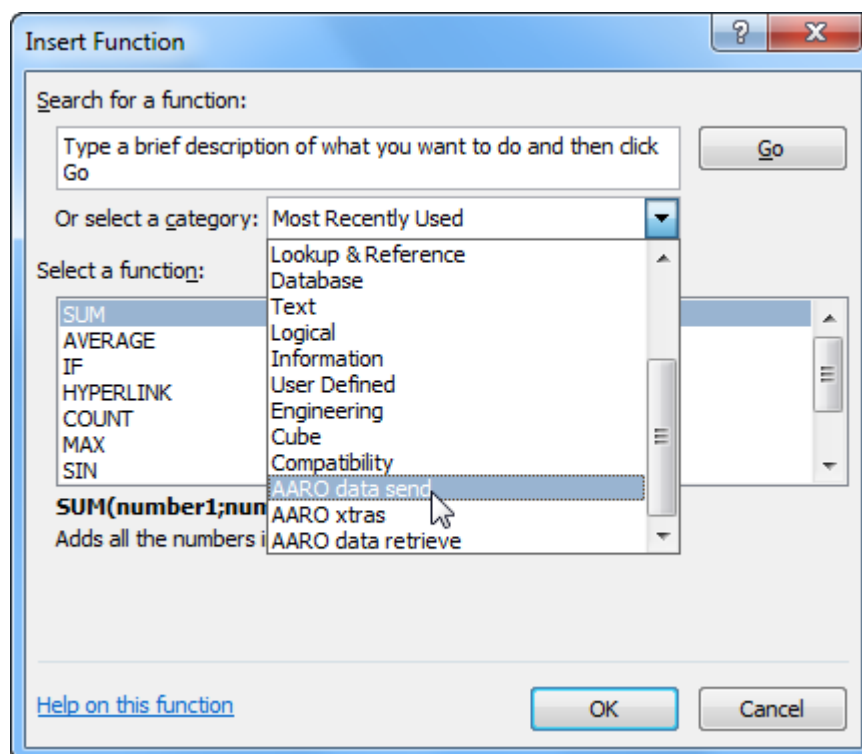 Insert Function
Search for a function:
Type a brief description of what you want to do and then click
Go
Go
Or select a category:
Most Recently Used
Lookup & Reference
Database
Text
Logical
Information
User Defined
Engineering
Cube
Compatibility
AARO data send
AARO xtras
AARO data retrieve
Select a function:
SUM
AVERAGE
IF
HYPERLINK
COUNT
MAX
SIN
SUM(number1;num
Adds all the numbers i
Help on this function
OK
Cancel